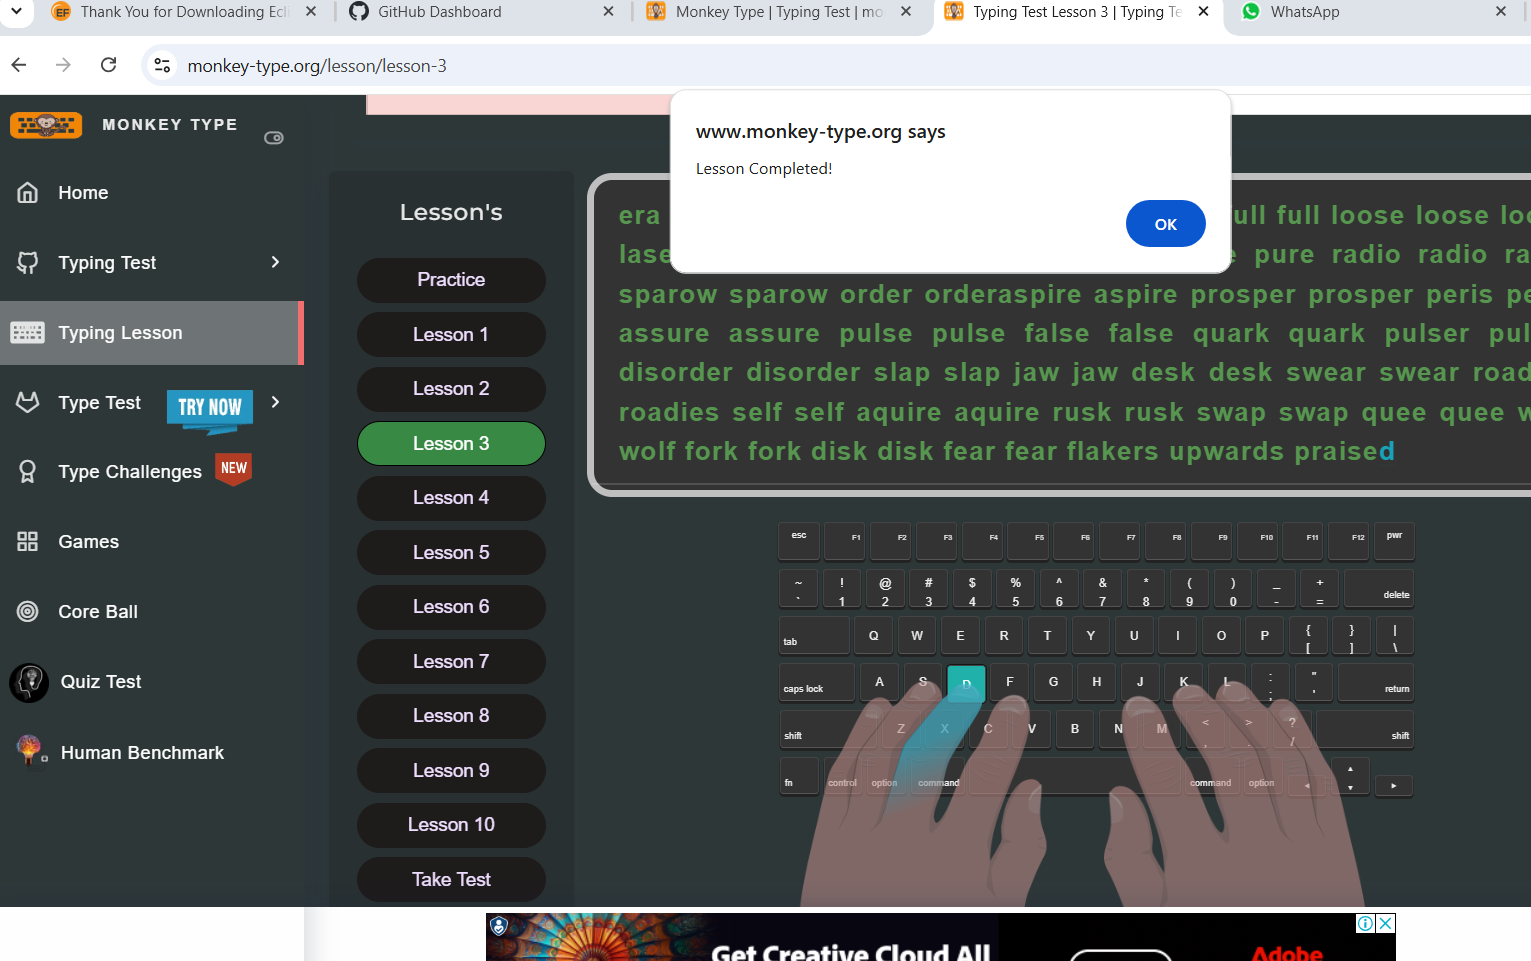 Thank You for Downloading Ecli
GitHub Dashboard
Monkey Type | Typing Test | mo
Typing Test Lesson 3 | Typing Te
WhatsApp
monkey-type.org/lesson/lesson-3
MONKEY TYPE
Home
Typing Test
Typing Lesson
Type Test TRY NOW
Type Challenges NEW
Games
Core Ball
Quiz Test
Human Benchmark
Lesson's
Practice
Lesson 1
Lesson 2
Lesson 3
Lesson 4
Lesson 5
Lesson 6
Lesson 7
Lesson 8
Lesson 9
Lesson 10
Take Test
www.monkey-type.org says
Lesson Completed!
OK
era full full loose loose loo
lase pure radio radio ra
sparow sparow order orderaspire aspire prosper prosper peris pe
assure assure pulse pulse false false quark quark pulser pul
disorder disorder slap slap jaw jaw desk desk swear swear road
roadies self self aquire aquire rusk rusk swap swap quee quee w
wolf fork fork disk disk fear fear flakers upwards praised
esc F1 F2 F3 F4 F5 F6 F7 F8 F9 F10 F11 F12 pwr
~ ! @ # $ % ^ & * ( ) _ +
` 1 2 3 4 5 6 7 8 9 0 - = delete
tab Q W E R T Y U I O P { [ } ] | \
caps lock A S D F G H J K L : ; " ' return
shift Z X C V B N M < , > . ? / shift
fn control option command command option ◄ ▲ ▼ ►
Get Creative Cloud All
Adobe